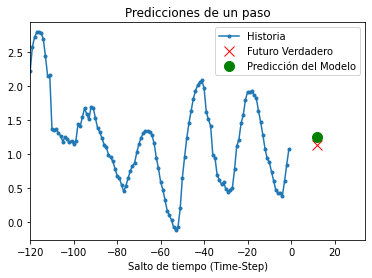 Predicciones de un paso
Historia
Futuro Verdadero
Predicción del Modelo
2.5
2.0
1.5
1.0
0.5
0.0
−120 −100 −80 −60 −40 −20 0 20
Salto de tiempo (Time-Step)